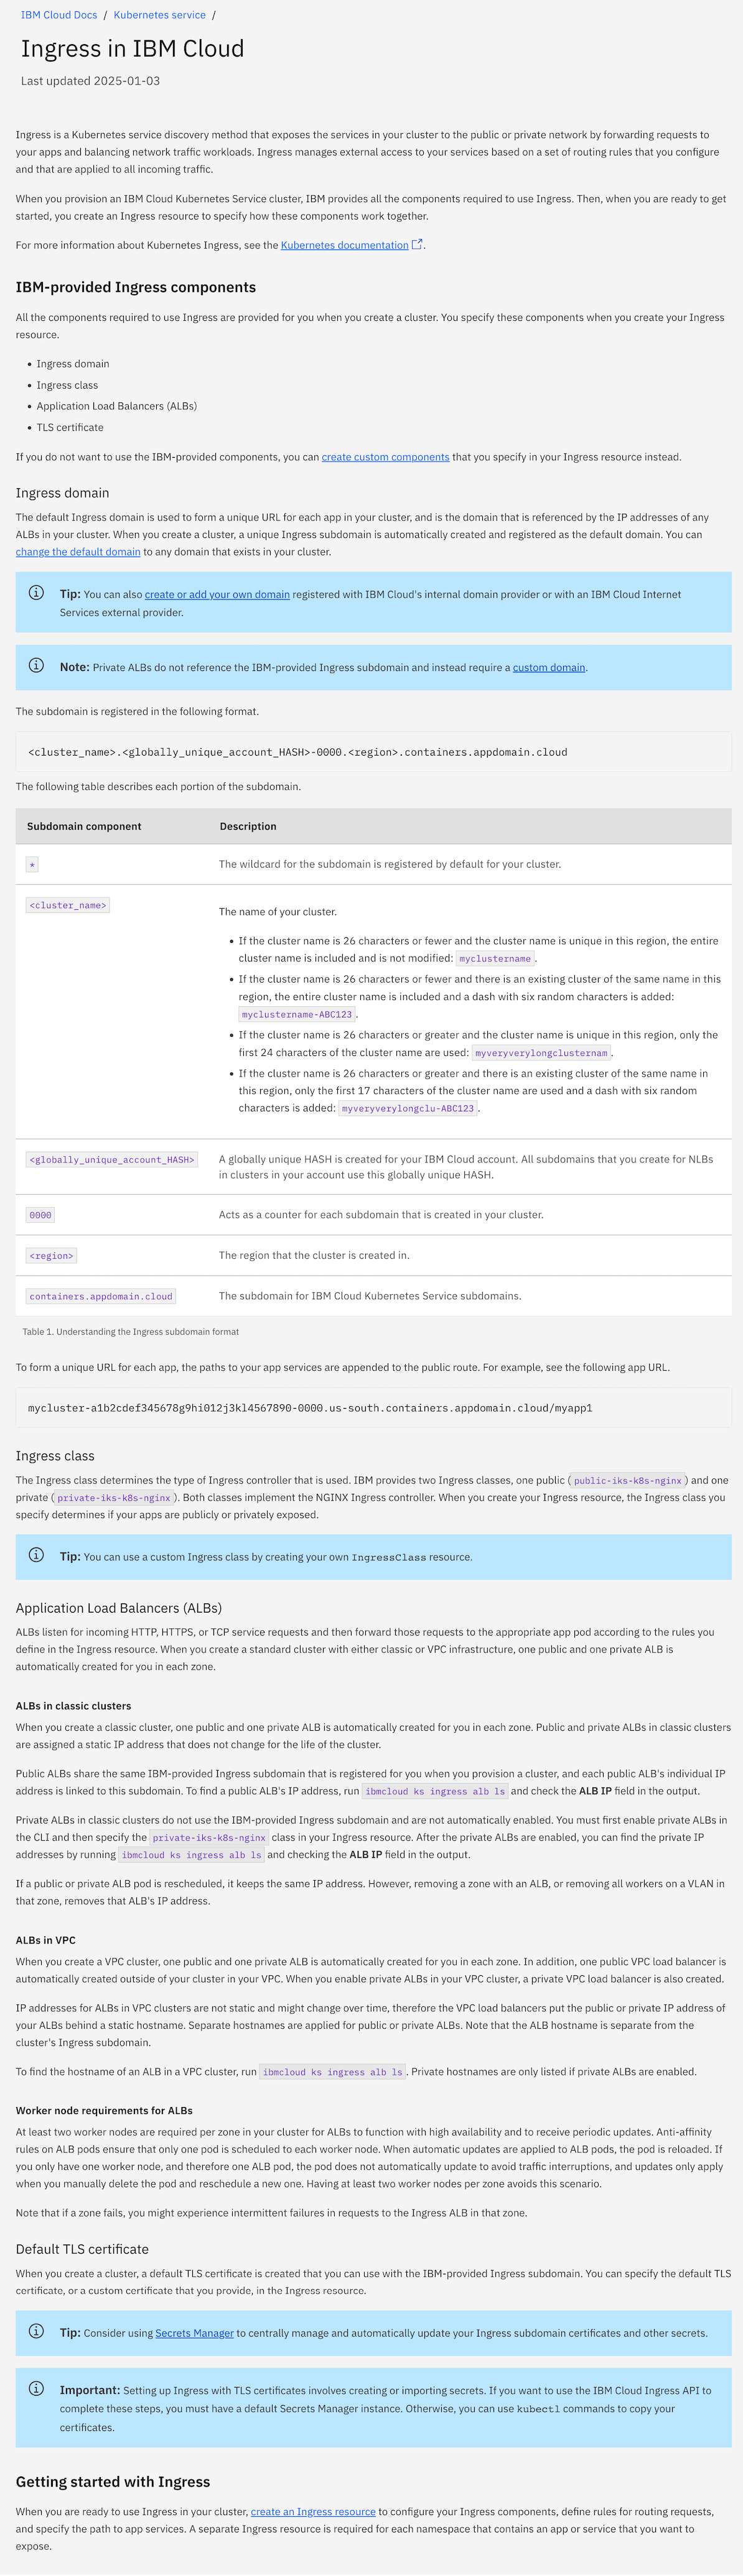 IBM Cloud Docs / Kubernetes service /
Ingress in IBM Cloud
Last updated 2025-01-03
Ingress is a Kubernetes service discovery method that exposes the services in your cluster to the public or private network by forwarding requests to
your apps and balancing network traffic workloads. Ingress manages external access to your services based on a set of routing rules that you configure
and that are applied to all incoming traffic.
When you provision an IBM Cloud Kubernetes Service cluster, IBM provides all the components required to use Ingress. Then, when you are ready to get
started, you create an Ingress resource to specify how these components work together.
For more information about Kubernetes Ingress, see the Kubernetes documentation.
IBM-provided Ingress components
All the components required to use Ingress are provided for you when you create a cluster. You specify these components when you create your Ingress
resource.
• Ingress domain
• Ingress class
• Application Load Balancers (ALBs)
• TLS certificate
If you do not want to use the IBM-provided components, you can create custom components that you specify in your Ingress resource instead.
Ingress domain
The default Ingress domain is used to form a unique URL for each app in your cluster, and is the domain that is referenced by the IP addresses of any
ALBs in your cluster. When you create a cluster, a unique Ingress subdomain is automatically created and registered as the default domain. You can
change the default domain to any domain that exists in your cluster.
Tip: You can also create or add your own domain registered with IBM Cloud's internal domain provider or with an IBM Cloud Internet
Services external provider.
Note: Private ALBs do not reference the IBM-provided Ingress subdomain and instead require a custom domain.
The subdomain is registered in the following format.
<cluster_name>.<globally_unique_account_HASH>-0000.<region>.containers.appdomain.cloud
The following table describes each portion of the subdomain.
Subdomain component Description
* The wildcard for the subdomain is registered by default for your cluster.
<cluster_name>
The name of your cluster.
• If the cluster name is 26 characters or fewer and the cluster name is unique in this region, the entire
cluster name is included and is not modified: myclustername.
• If the cluster name is 26 characters or fewer and there is an existing cluster of the same name in this
region, the entire cluster name is included and a dash with six random characters is added:
myclustername-ABC123.
• If the cluster name is 26 characters or greater and the cluster name is unique in this region, only the
first 24 characters of the cluster name are used: myveryverylongclusternam.
• If the cluster name is 26 characters or greater and there is an existing cluster of the same name in
this region, only the first 17 characters of the cluster name are used and a dash with six random
characters is added: myveryverylongclu-ABC123.
<globally_unique_account_HASH> A globally unique HASH is created for your IBM Cloud account. All subdomains that you create for NLBs
in clusters in your account use this globally unique HASH.
0000 Acts as a counter for each subdomain that is created in your cluster.
<region> The region that the cluster is created in.
containers.appdomain.cloud The subdomain for IBM Cloud Kubernetes Service subdomains.
Table 1. Understanding the Ingress subdomain format
To form a unique URL for each app, the paths to your app services are appended to the public route. For example, see the following app URL.
mycluster-a1b2cdef345678g9hi012j3kl4567890-0000.us-south.containers.appdomain.cloud/myapp1
Ingress class
The Ingress class determines the type of Ingress controller that is used. IBM provides two Ingress classes, one public (public-iks-k8s-nginx) and one
private (private-iks-k8s-nginx). Both classes implement the NGINX Ingress controller. When you create your Ingress resource, the Ingress class you
specify determines if your apps are publicly or privately exposed.
Tip: You can use a custom Ingress class by creating your own IngressClass resource.
Application Load Balancers (ALBs)
ALBs listen for incoming HTTP, HTTPS, or TCP service requests and then forward those requests to the appropriate app pod according to the rules you
define in the Ingress resource. When you create a standard cluster with either classic or VPC infrastructure, one public and one private ALB is
automatically created for you in each zone.
ALBs in classic clusters
When you create a classic cluster, one public and one private ALB is automatically created for you in each zone. Public and private ALBs in classic clusters
are assigned a static IP address that does not change for the life of the cluster.
Public ALBs share the same IBM-provided Ingress subdomain that is registered for you when you provision a cluster, and each public ALB's individual IP
address is linked to this subdomain. To find a public ALB's IP address, run ibmcloud ks ingress alb ls and check the ALB IP field in the output.
Private ALBs in classic clusters do not use the IBM-provided Ingress subdomain and are not automatically enabled. You must first enable private ALBs in
the CLI and then specify the private-iks-k8s-nginx class in your Ingress resource. After the private ALBs are enabled, you can find the private IP
addresses by running ibmcloud ks ingress alb ls and checking the ALB IP field in the output.
If a public or private ALB pod is rescheduled, it keeps the same IP address. However, removing a zone with an ALB, or removing all workers on a VLAN in
that zone, removes that ALB's IP address.
ALBs in VPC
When you create a VPC cluster, one public and one private ALB is automatically created for you in each zone. In addition, one public VPC load balancer is
automatically created outside of your cluster in your VPC. When you enable private ALBs in your VPC cluster, a private VPC load balancer is also created.
IP addresses for ALBs in VPC clusters are not static and might change over time, therefore the VPC load balancers put the public or private IP address of
your ALBs behind a static hostname. Separate hostnames are applied for public or private ALBs. Note that the ALB hostname is separate from the
cluster's Ingress subdomain.
To find the hostname of an ALB in a VPC cluster, run ibmcloud ks ingress alb ls. Private hostnames are only listed if private ALBs are enabled.
Worker node requirements for ALBs
At least two worker nodes are required per zone in your cluster for ALBs to function with high availability and to receive periodic updates. Anti-affinity
rules on ALB pods ensure that only one pod is scheduled to each worker node. When automatic updates are applied to ALB pods, the pod is reloaded. If
you only have one worker node, and therefore one ALB pod, the pod does not automatically update to avoid traffic interruptions, and updates only apply
when you manually delete the pod and reschedule a new one. Having at least two worker nodes per zone avoids this scenario.
Note that if a zone fails, you might experience intermittent failures in requests to the Ingress ALB in that zone.
Default TLS certificate
When you create a cluster, a default TLS certificate is created that you can use with the IBM-provided Ingress subdomain. You can specify the default TLS
certificate, or a custom certificate that you provide, in the Ingress resource.
Tip: Consider using Secrets Manager to centrally manage and automatically update your Ingress subdomain certificates and other secrets.
Important: Setting up Ingress with TLS certificates involves creating or importing secrets. If you want to use the IBM Cloud Ingress API to
complete these steps, you must have a default Secrets Manager instance. Otherwise, you can use kubectl commands to copy your
certificates.
Getting started with Ingress
When you are ready to use Ingress in your cluster, create an Ingress resource to configure your Ingress components, define rules for routing requests,
and specify the path to app services. A separate Ingress resource is required for each namespace that contains an app or service that you want to
expose.